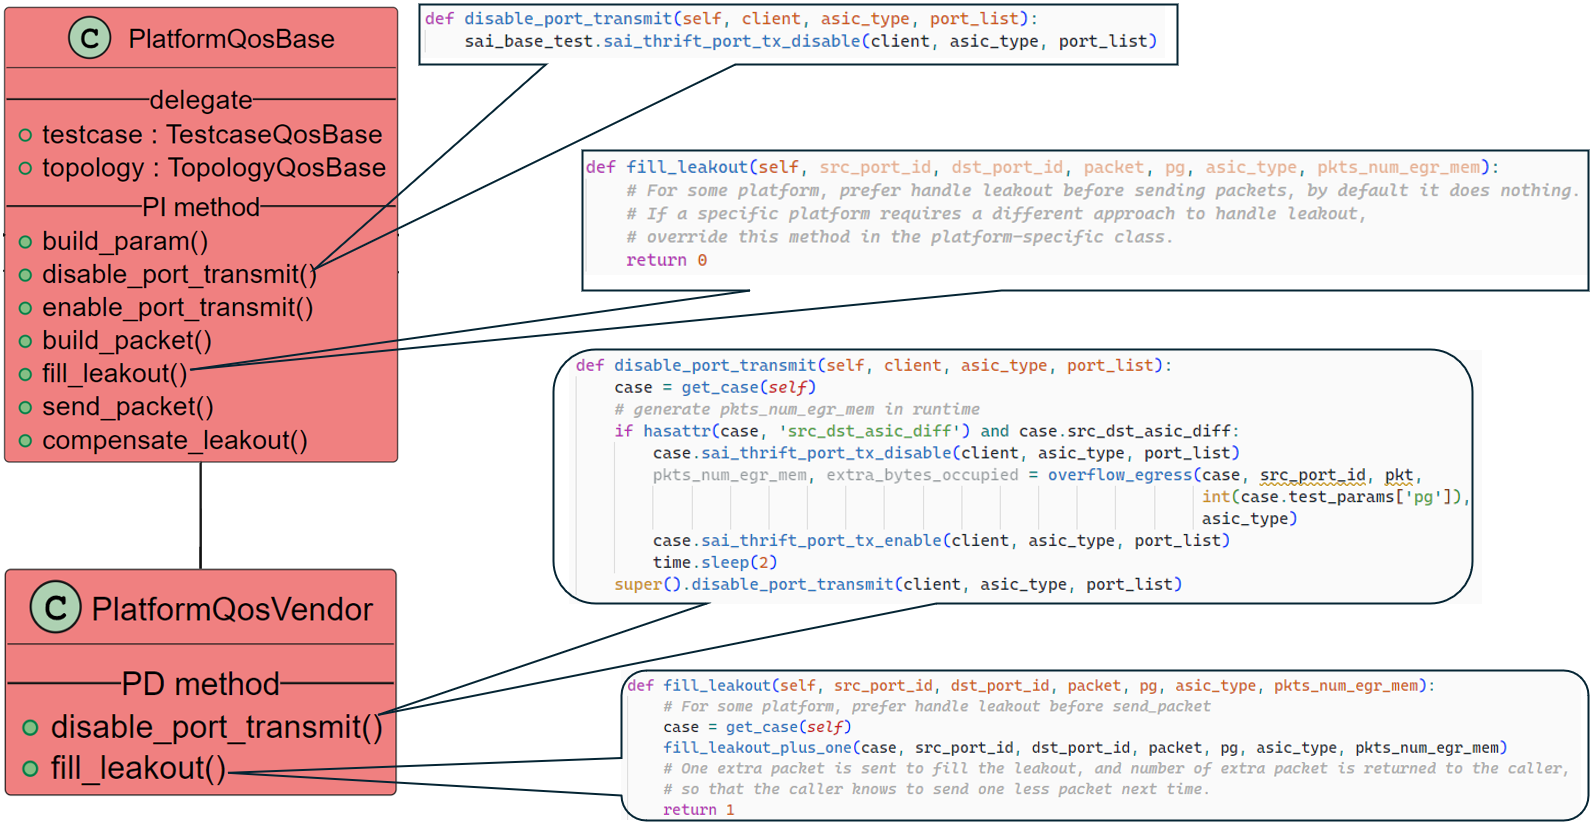 C PlatformQosBase
delegate
testcase : TestcaseQosBase
topology : TopologyQosBase
PI method
build_param()
disable_port_transmit()
enable_port_transmit()
build_packet()
fill_leakout()
send_packet()
compensate_leakout()
C PlatformQosVendor
PD method
disable_port_transmit()
fill_leakout()
def disable_port_transmit(self, client, asic_type, port_list):
sai_base_test.sai_thrift_port_tx_disable(client, asic_type, port_list)
def fill_leakout(self, src_port_id, dst_port_id, packet, pg, asic_type, pkts_num_egr_mem):
# For some platform, prefer handle leakout before sending packets, by default it does nothing.
# If a specific platform requires a different approach to handle leakout,
# override this method in the platform-specific class.
return 0
def disable_port_transmit(self, client, asic_type, port_list):
case = get_case(self)
# generate pkts_num_egr_mem in runtime
if hasattr(case, 'src_dst_asic_diff') and case.src_dst_asic_diff:
case.sai_thrift_port_tx_disable(client, asic_type, port_list)
pkts_num_egr_mem, extra_bytes_occupied = overflow_egress(case, src_port_id, pkt,
int(case.test_params['pg']),
asic_type)
case.sai_thrift_port_tx_enable(client, asic_type, port_list)
time.sleep(2)
super().disable_port_transmit(client, asic_type, port_list)
def fill_leakout(self, src_port_id, dst_port_id, packet, pg, asic_type, pkts_num_egr_mem):
# For some platform, prefer handle leakout before send_packet
case = get_case(self)
fill_leakout_plus_one(case, src_port_id, dst_port_id, packet, pg, asic_type, pkts_num_egr_mem)
# One extra packet is sent to fill the leakout, and number of extra packet is returned to the caller,
# so that the caller knows to send one less packet next time.
return 1